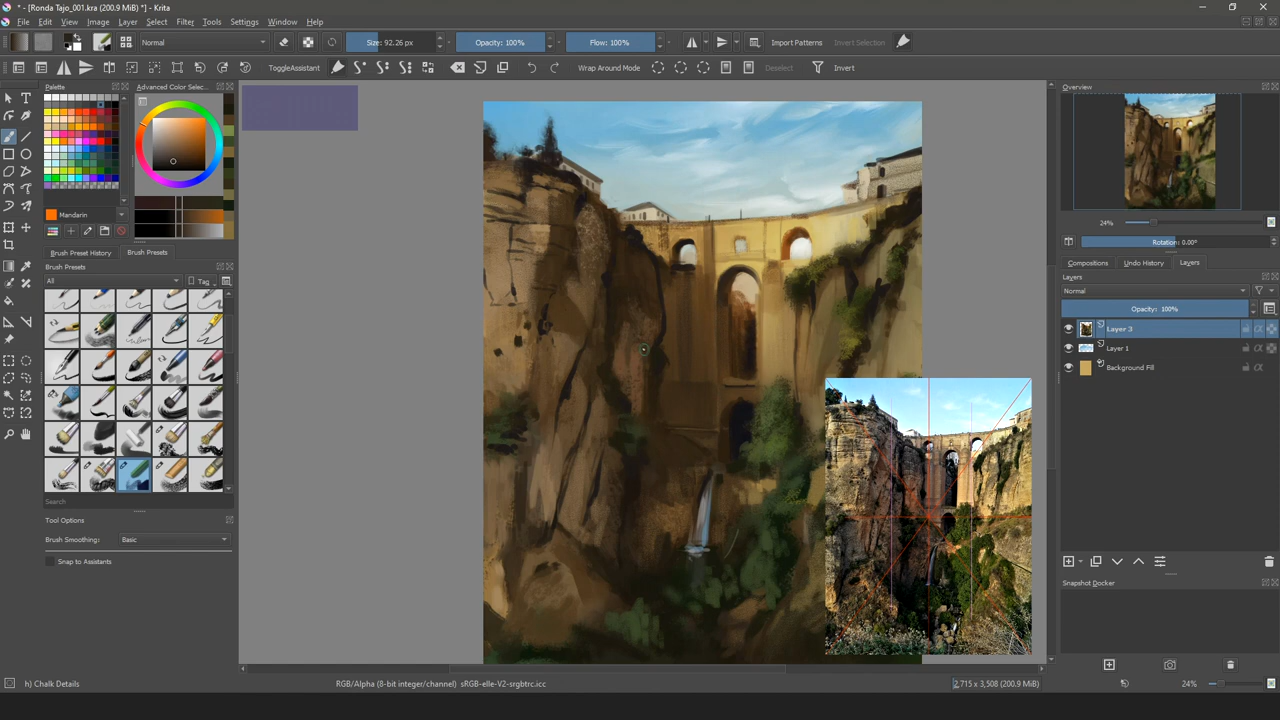 * - [Ronda Tajo_001.kra (200.9 MiB) *] - Krita
File Edit View Image Layer Select Filter Tools Settings Window Help
Normal Size: 92.26 px Opacity: 100% Flow: 100% Import Patterns Invert Selection
ToggleAssistant Wrap Around Mode Deselect Invert
Palette
Advanced Color Selec...
Mandarin
Brush Preset History Brush Presets
Brush Presets
All Tag
Search
Tool Options
Brush Smoothing: Basic
Snap to Assistants
Overview
24%
Rotation: 0.00°
Compositions Undo History Layers
Layers
Normal
Opacity: 100%
Layer 3
Layer 1
Background Fill
Snapshot Docker
h) Chalk Details RGB/Alpha (8-bit integer/channel) sRGB-elle-V2-srgbtrc.icc 2,715 x 3,508 (200.9 MiB) 24%